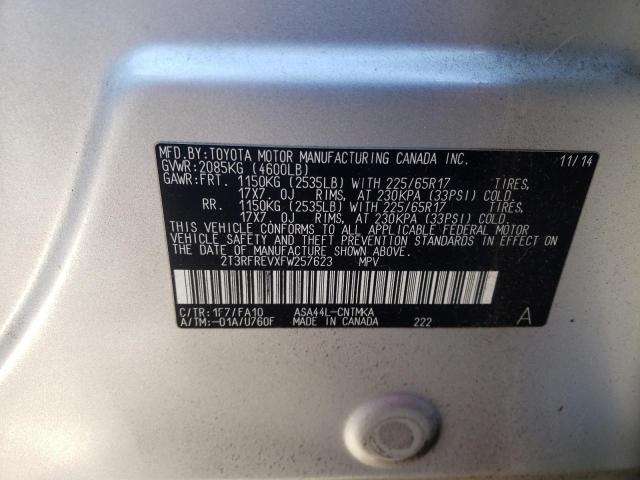 MFD.BY:TOYOTA MOTOR MANUFACTURING CANADA INC. 11/14
GVWR:2085KG (4600LB)
GAWR:FRT. 1150KG (2535LB) WITH 225/65R17 TIRES,
17X7.0J RIMS, AT 230KPA (33PSI) COLD.
RR. 1150KG (2535LB) WITH 225/65R17 TIRES,
17X7.0J RIMS, AT 230KPA (33PSI) COLD.
THIS VEHICLE CONFORMS TO ALL APPLICABLE FEDERAL MOTOR
VEHICLE SAFETY AND THEFT PREVENTION STANDARDS IN EFFECT ON
THE DATE OF MANUFACTURE SHOWN ABOVE.
2T3RFREVXFW257623 MPV
C/TR:1F7/FA10 ASA44L-CNTMKA
A/TM:-01A/U760F MADE IN CANADA 222 A